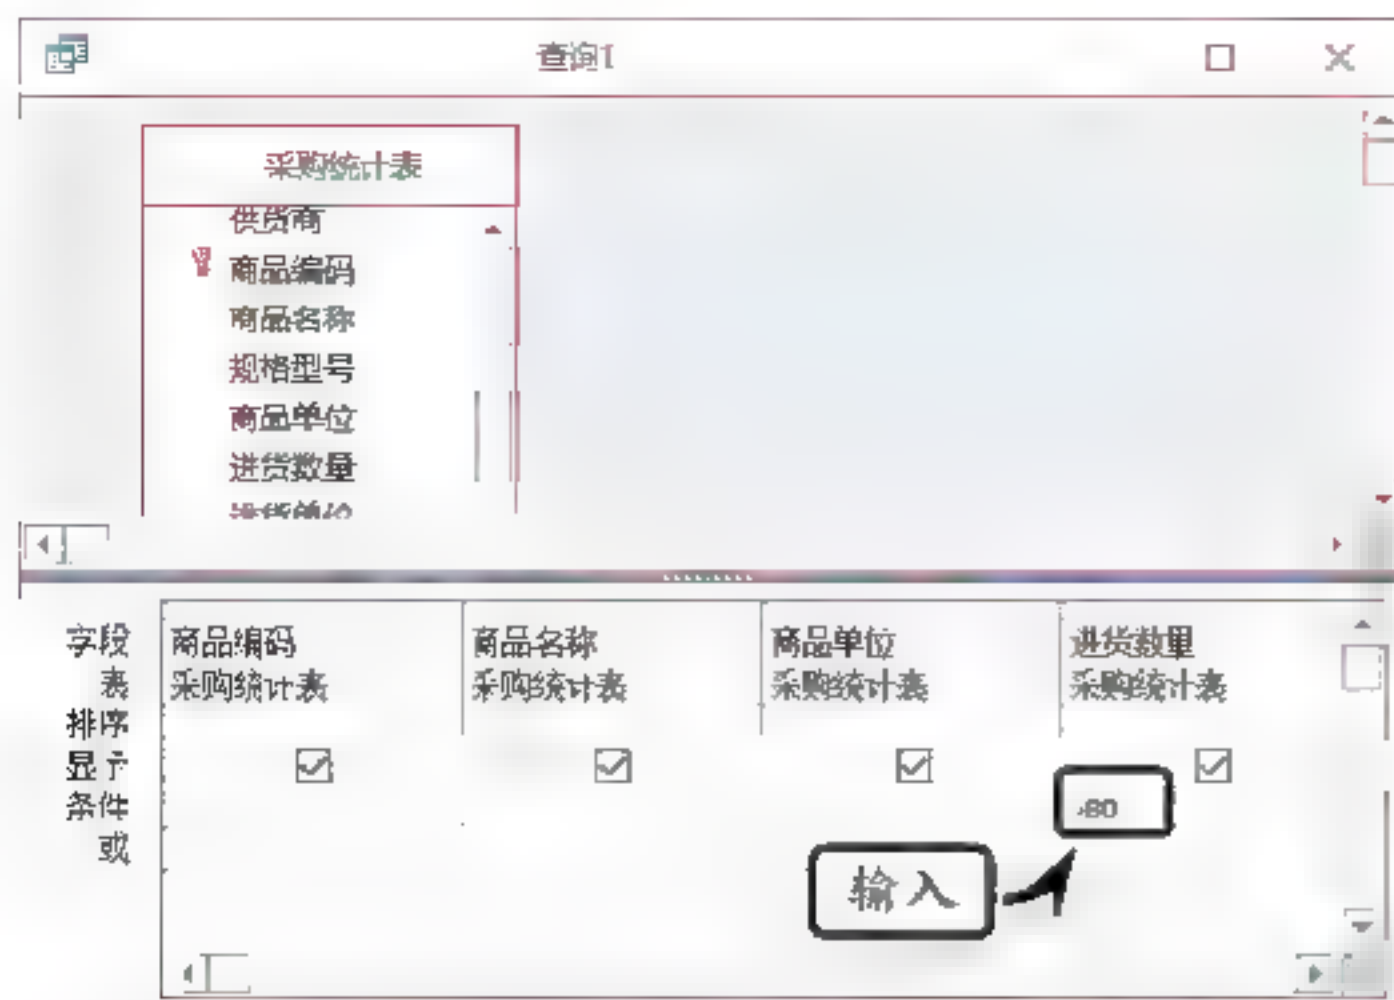 查询1
采购统计表
供货商
商品编码
商品名称
规格型号
商品单位
进货数量
进货单价
字段 商品编码 商品名称 商品单位 进货数量
表 采购统计表 采购统计表 采购统计表 采购统计表
排序
显示
条件 >80
或
输入